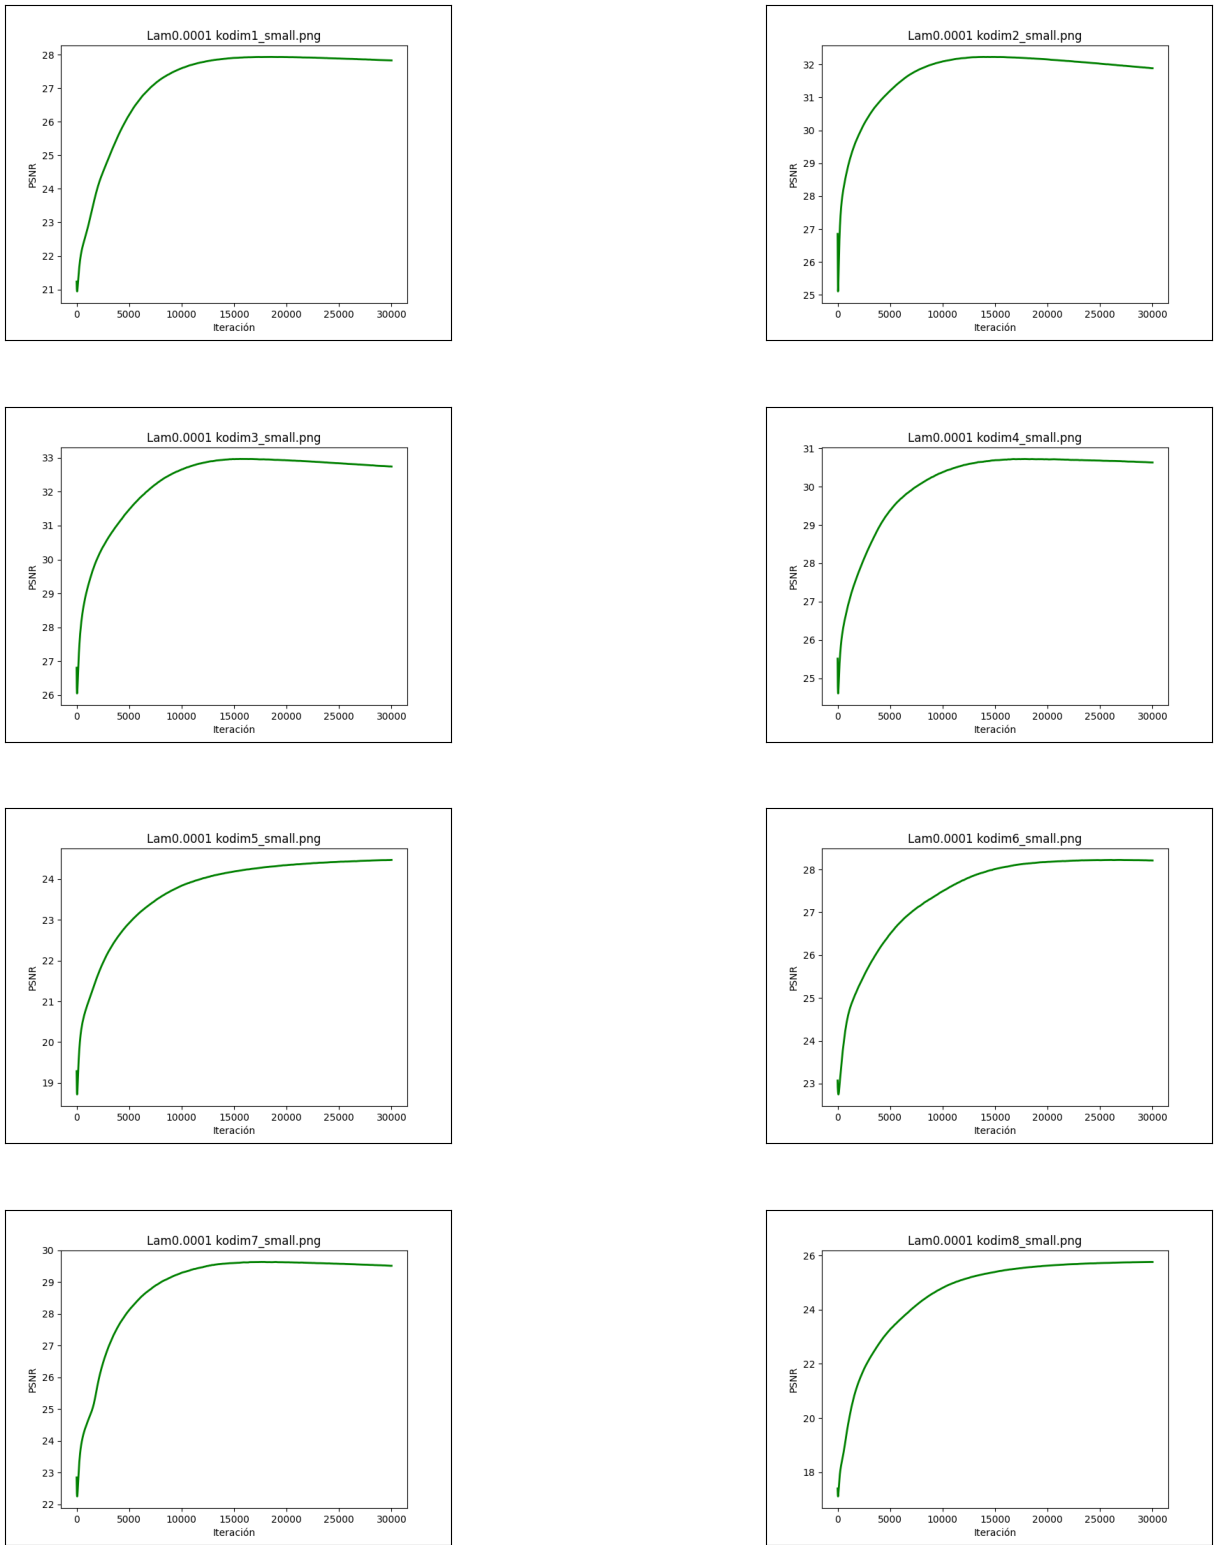 Lam0.0001 kodim1_small.png
28
27
26
25
24
23
22
21
PSNR
0 5000 10000 15000 20000 25000 30000
Iteración
Lam0.0001 kodim2_small.png
32
31
30
29
28
27
26
25
PSNR
0 5000 10000 15000 20000 25000 30000
Iteración
Lam0.0001 kodim3_small.png
33
32
31
30
29
28
27
26
PSNR
0 5000 10000 15000 20000 25000 30000
Iteración
Lam0.0001 kodim4_small.png
31
30
29
28
27
26
25
PSNR
0 5000 10000 15000 20000 25000 30000
Iteración
Lam0.0001 kodim5_small.png
24
23
22
21
20
19
PSNR
0 5000 10000 15000 20000 25000 30000
Iteración
Lam0.0001 kodim6_small.png
28
27
26
25
24
23
PSNR
0 5000 10000 15000 20000 25000 30000
Iteración
Lam0.0001 kodim7_small.png
30
29
28
27
26
25
24
23
22
PSNR
0 5000 10000 15000 20000 25000 30000
Iteración
Lam0.0001 kodim8_small.png
26
24
22
20
18
PSNR
0 5000 10000 15000 20000 25000 30000
Iteración